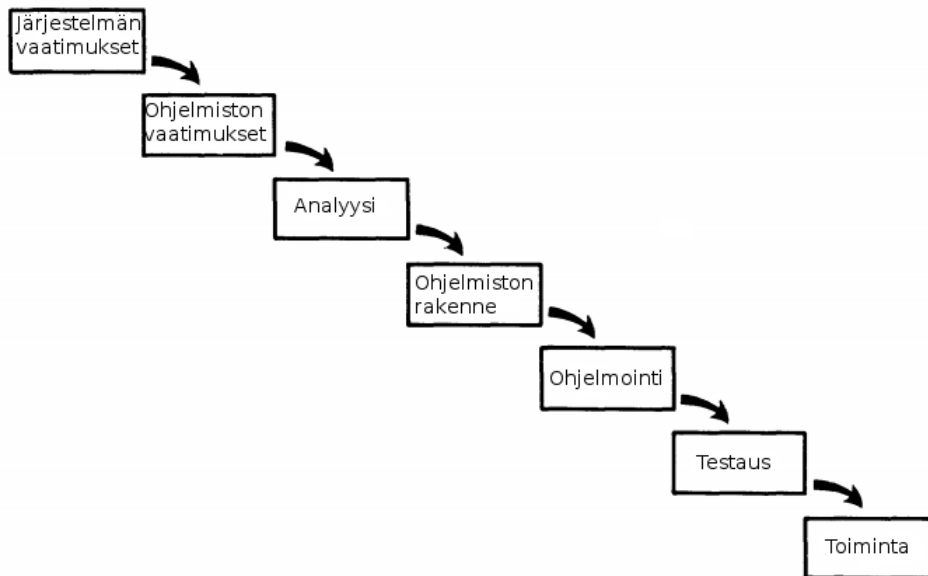 Järjestelmän
vaatimukset
Ohjelmiston
vaatimukset
Analyysi
Ohjelmiston
rakenne
Ohjelmointi
Testaus
Toiminta